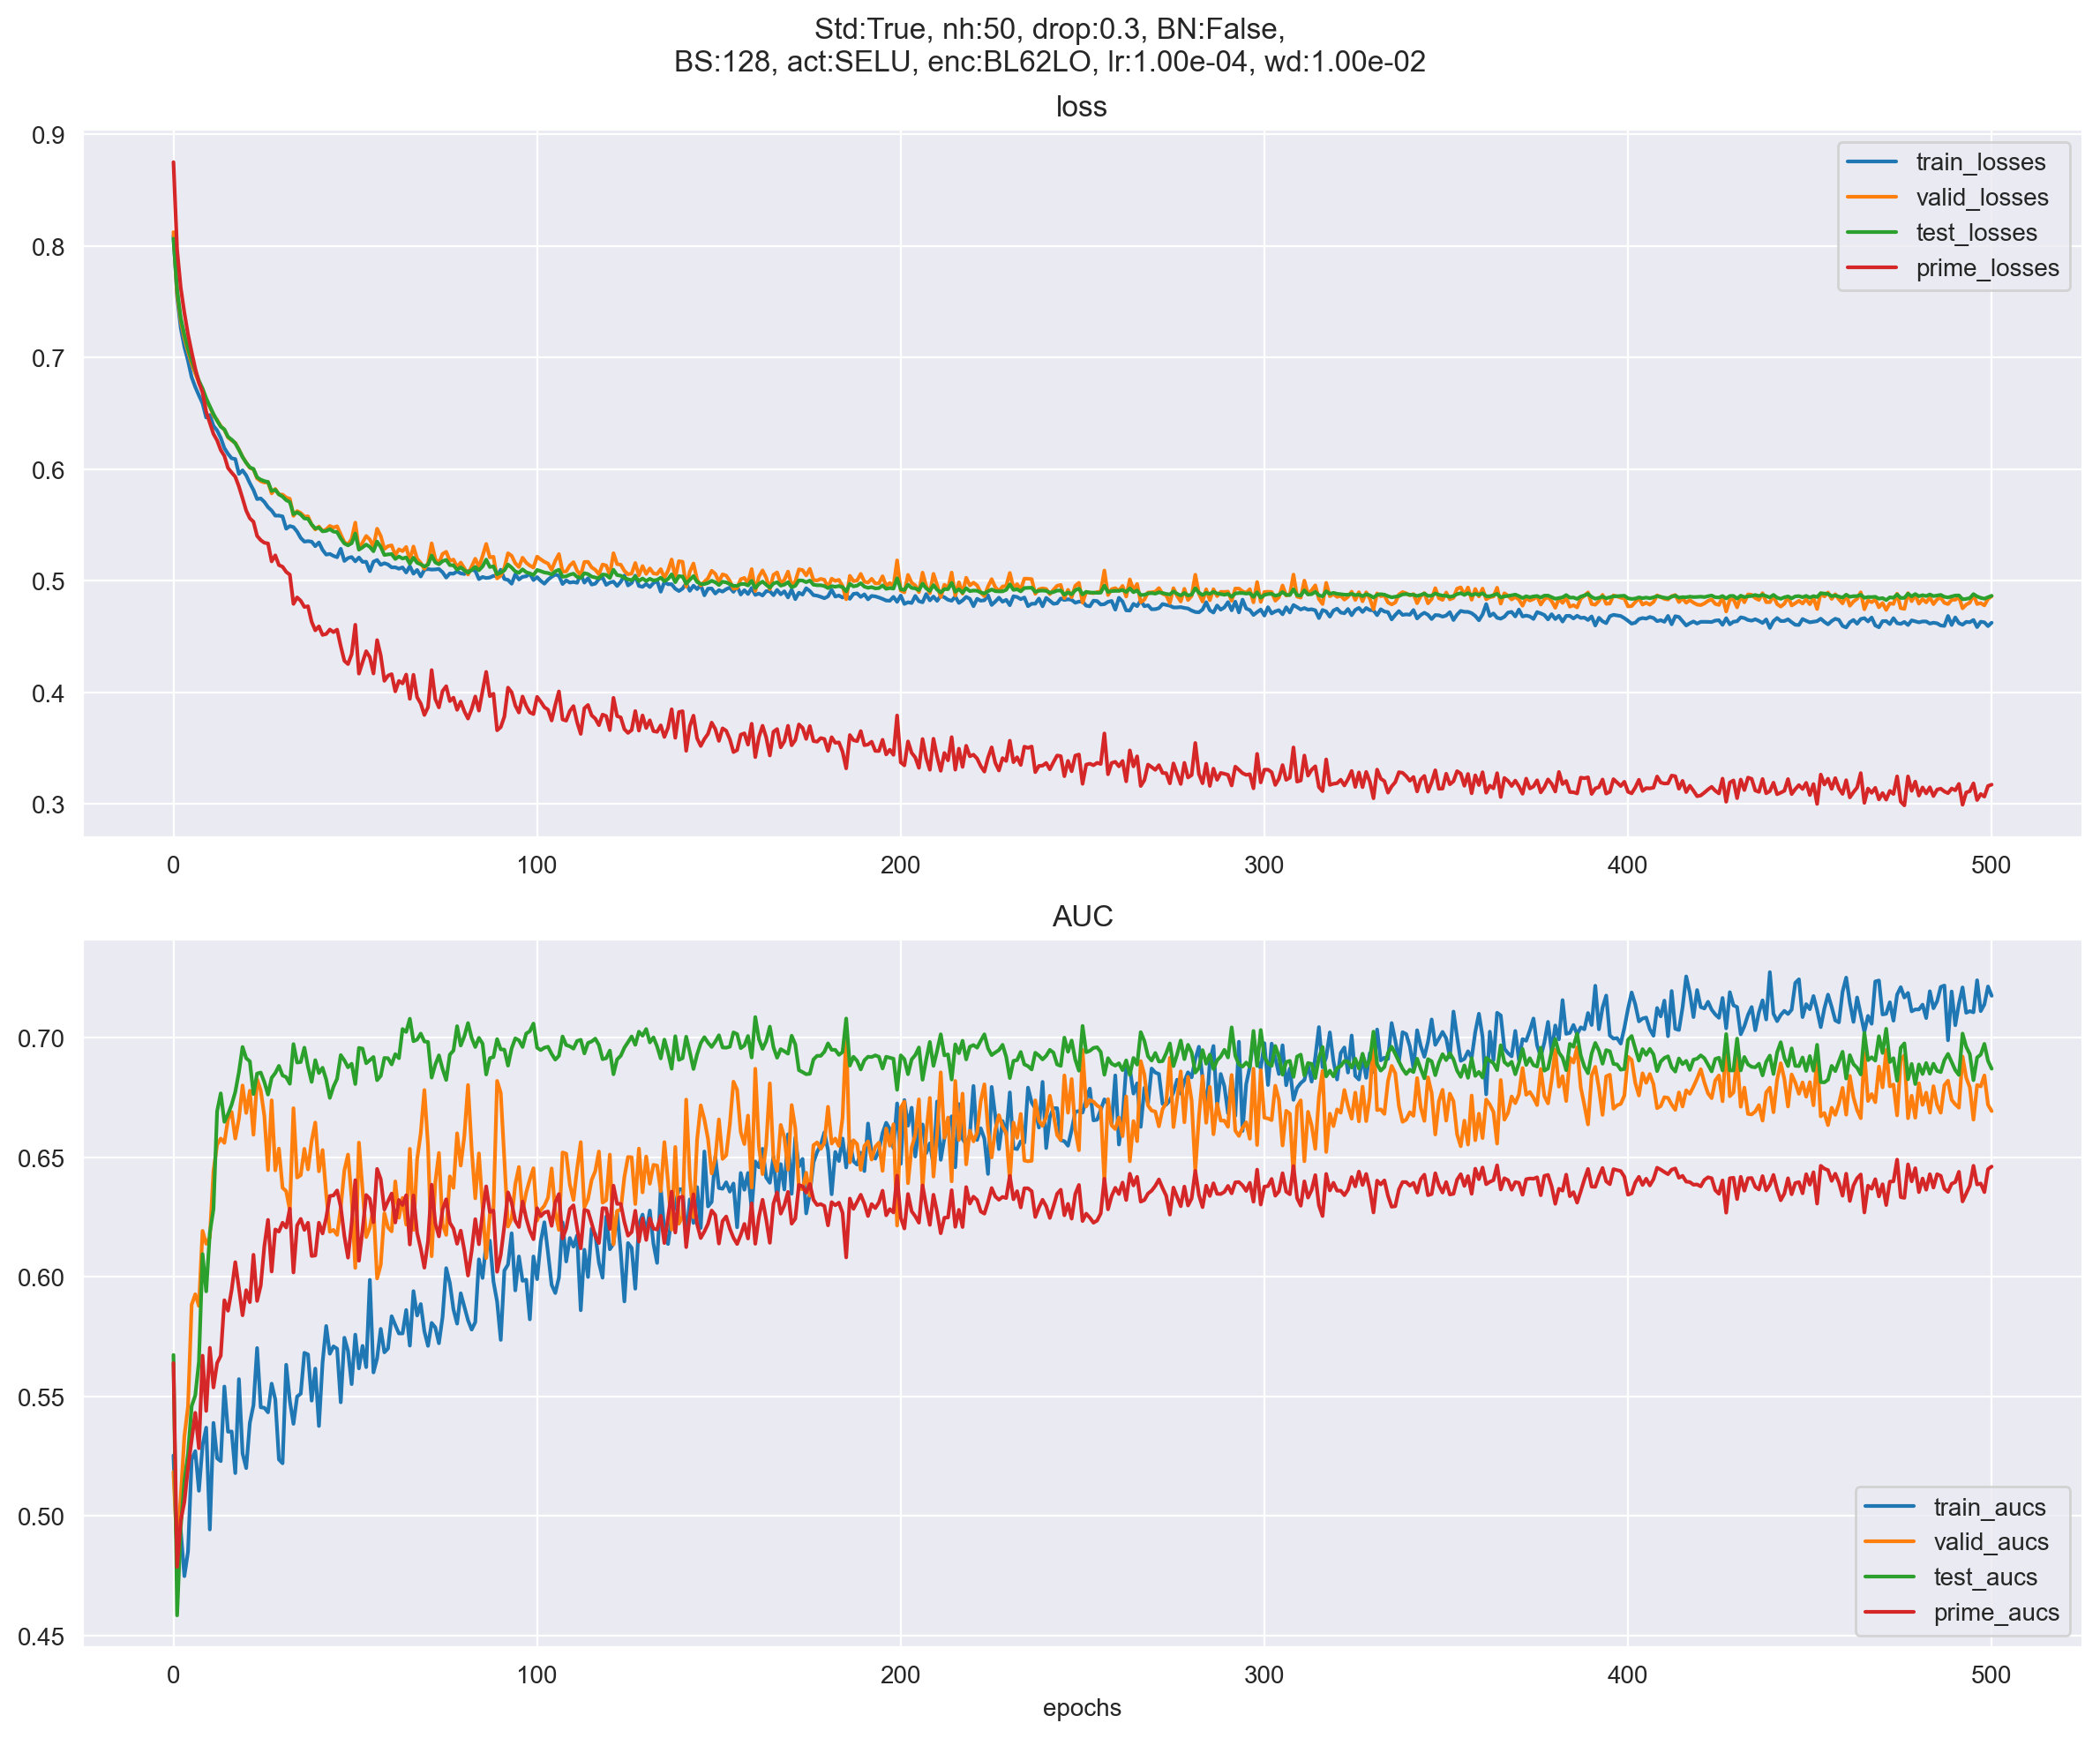 Std:True, nh:50, drop:0.3, BN:False,
BS:128, act:SELU, enc:BL62LO, lr:1.00e-04, wd:1.00e-02
loss
0.9
0.8
0.7
0.6
0.5
0.4
0.3
train_losses
valid_losses
test_losses
prime_losses
0 100 200 300 400 500
AUC
0.70
0.65
0.60
0.55
0.50
0.45
train_aucs
valid_aucs
test_aucs
prime_aucs
0 100 200 300 400 500
epochs